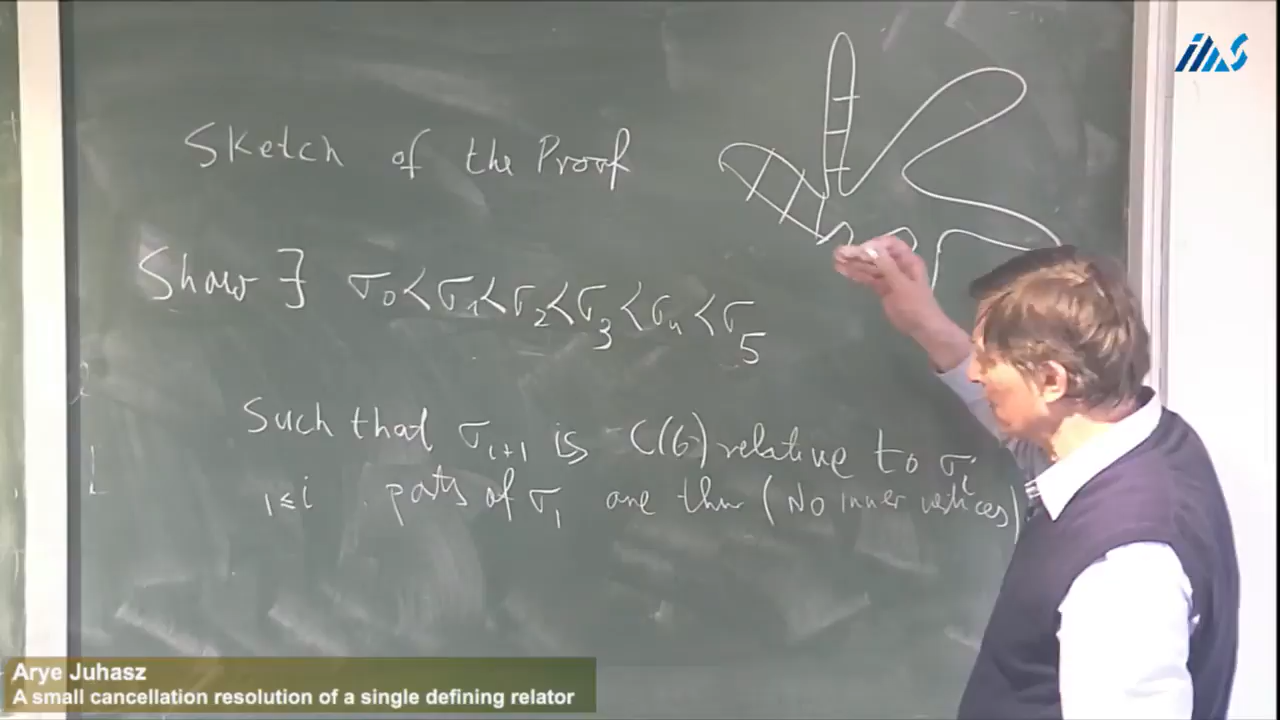 Sketch of the Proof
Show ∃ σ₀<σ₁<σ₂<σ₃<σ₄<σ₅
Such that σᵢ₊₁ is C(6) relative to σᵢ
1≤i parts of σ₁ are thin (No inner vertices)
IMS
Arye Juhasz
A small cancellation resolution of a single defining relator